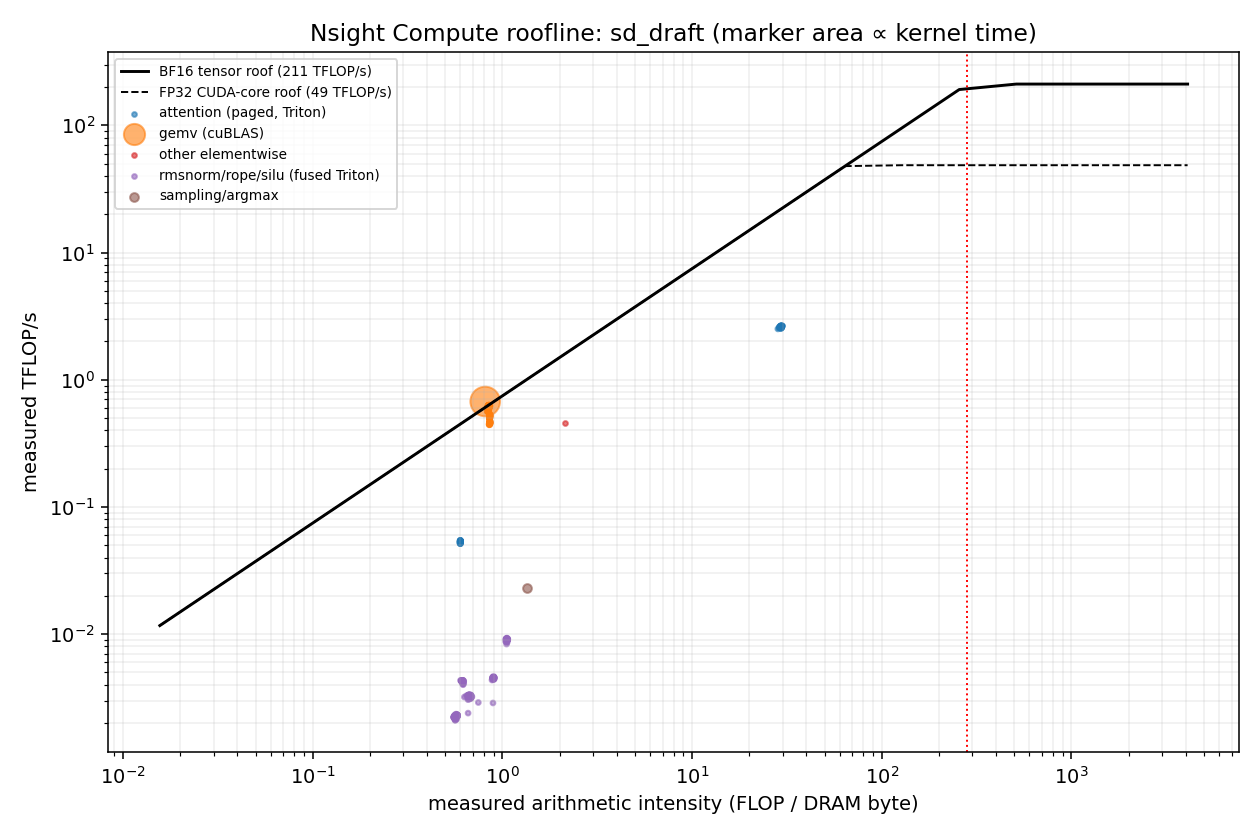 Nsight Compute roofline: sd_draft (marker area ∝ kernel time)
BF16 tensor roof (211 TFLOP/s)
FP32 CUDA-core roof (49 TFLOP/s)
attention (paged, Triton)
gemv (cuBLAS)
other elementwise
rmsnorm/rope/silu (fused Triton)
sampling/argmax
measured TFLOP/s
10²
10¹
10⁰
10⁻¹
10⁻²
10⁻² 10⁻¹ 10⁰ 10¹ 10² 10³
measured arithmetic intensity (FLOP / DRAM byte)